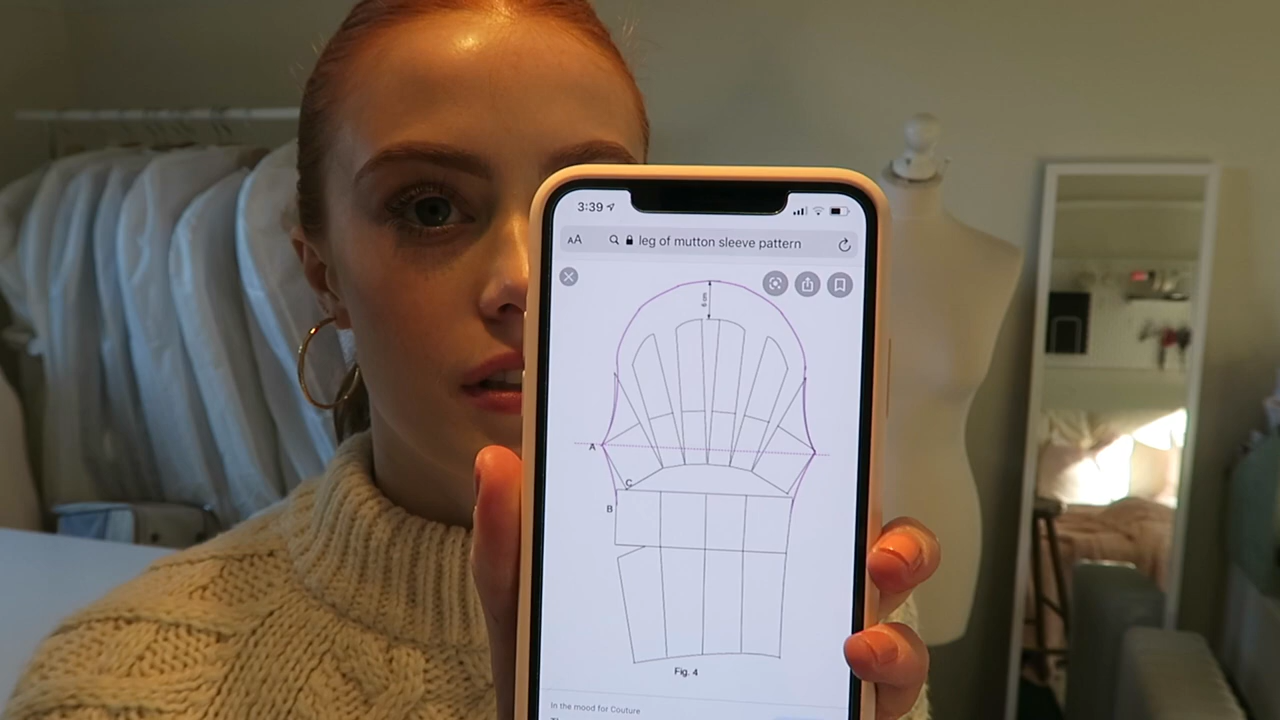 3:39
AA leg of mutton sleeve pattern
6 cm
A
C
B
Fig. 4
In the mood for Couture